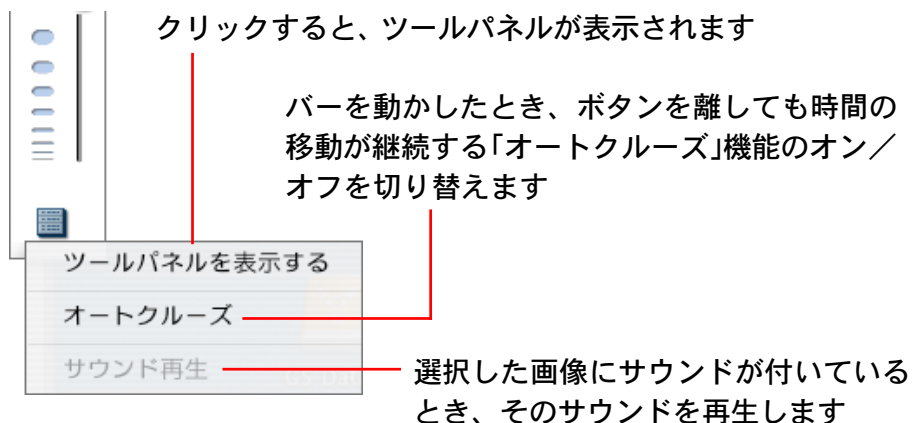 クリックすると、ツールパネルが表示されます
バーを動かしたとき、ボタンを離しても時間の
移動が継続する「オートクルーズ」機能のオン／
オフを切り替えます
ツールパネルを表示する
オートクルーズ
サウンド再生
選択した画像にサウンドが付いている
とき、そのサウンドを再生します